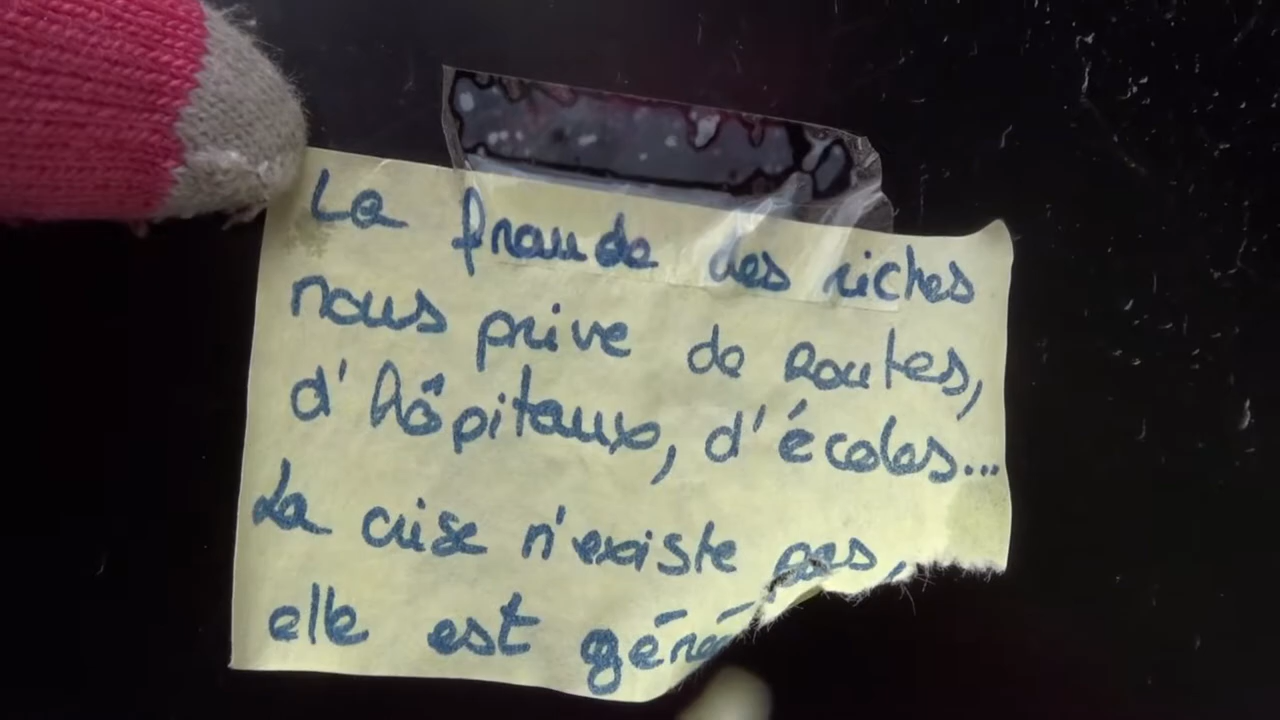 La fraude des riches
nous prive de routes,
d'hôpitaux, d'écoles...
La crise n'existe pas,
elle est